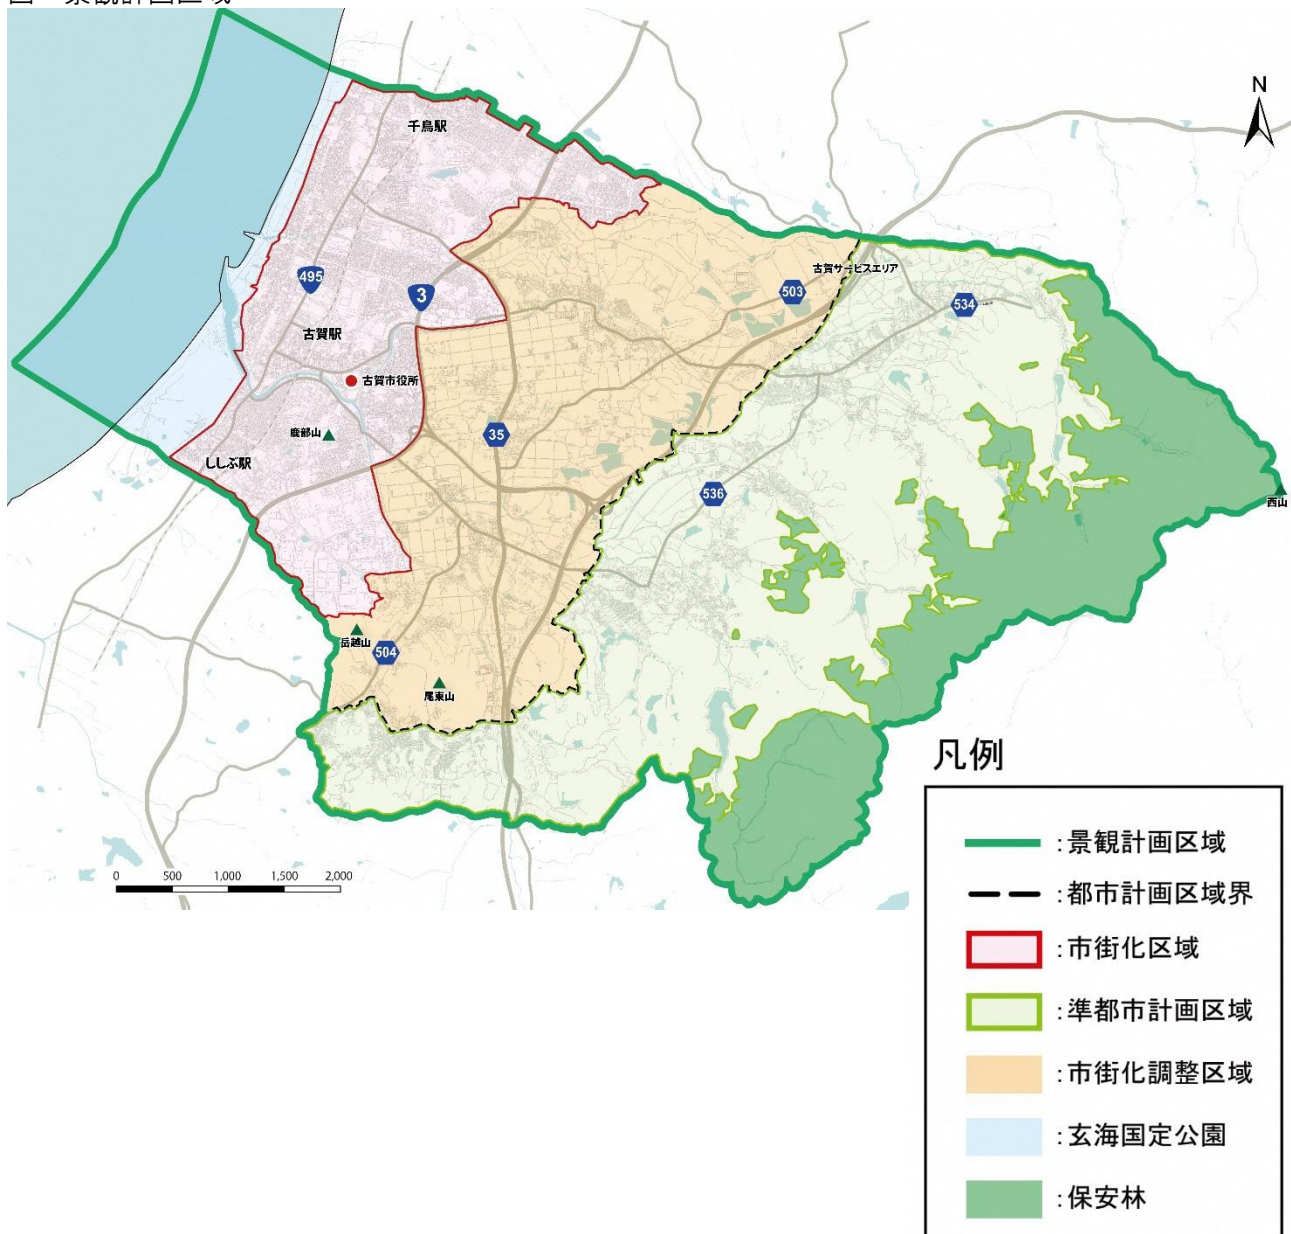 図 景観計画区域
N
千鳥駅
古賀サービスエリア
495
3
503
534
古賀駅
古賀市役所
鹿部山
35
ししぶ駅
536
西山
岳越山
504
尾東山
0 500 1,000 1,500 2,000
凡例
:景観計画区域
:都市計画区域界
:市街化区域
:準都市計画区域
:市街化調整区域
:玄海国定公園
:保安林